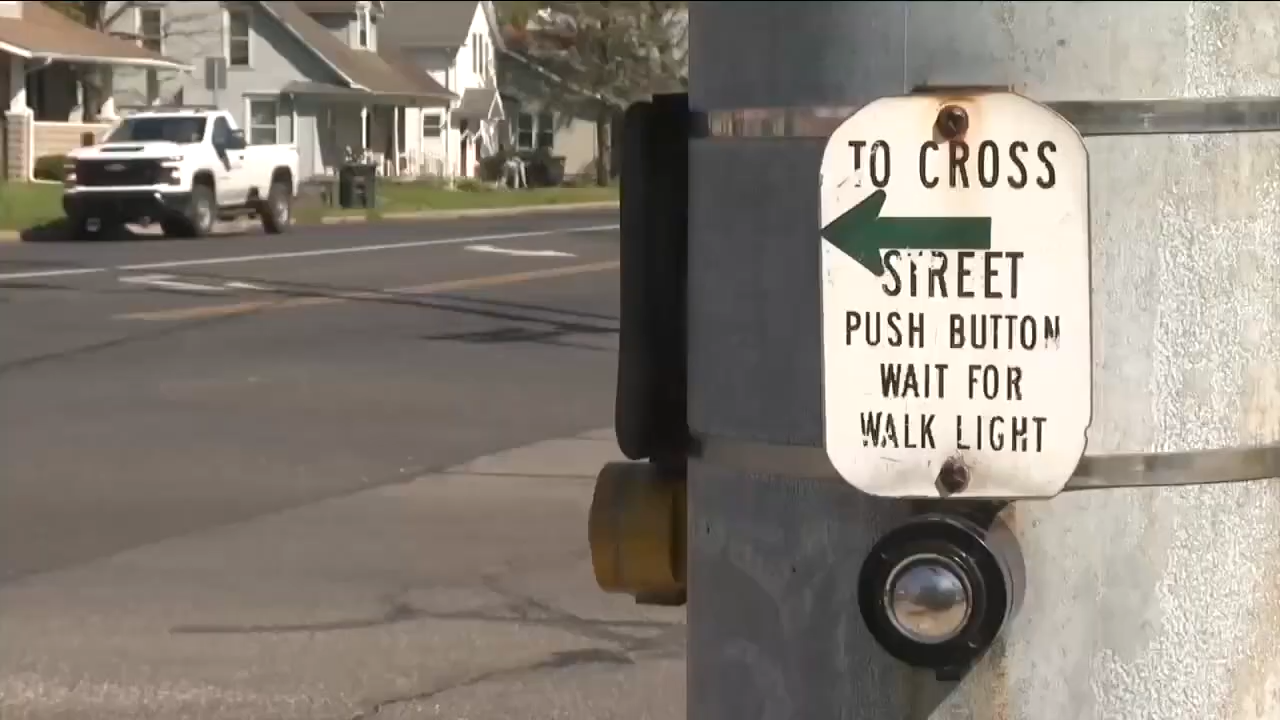 TO CROSS
STREET
PUSH BUTTON
WAIT FOR
WALK LIGHT